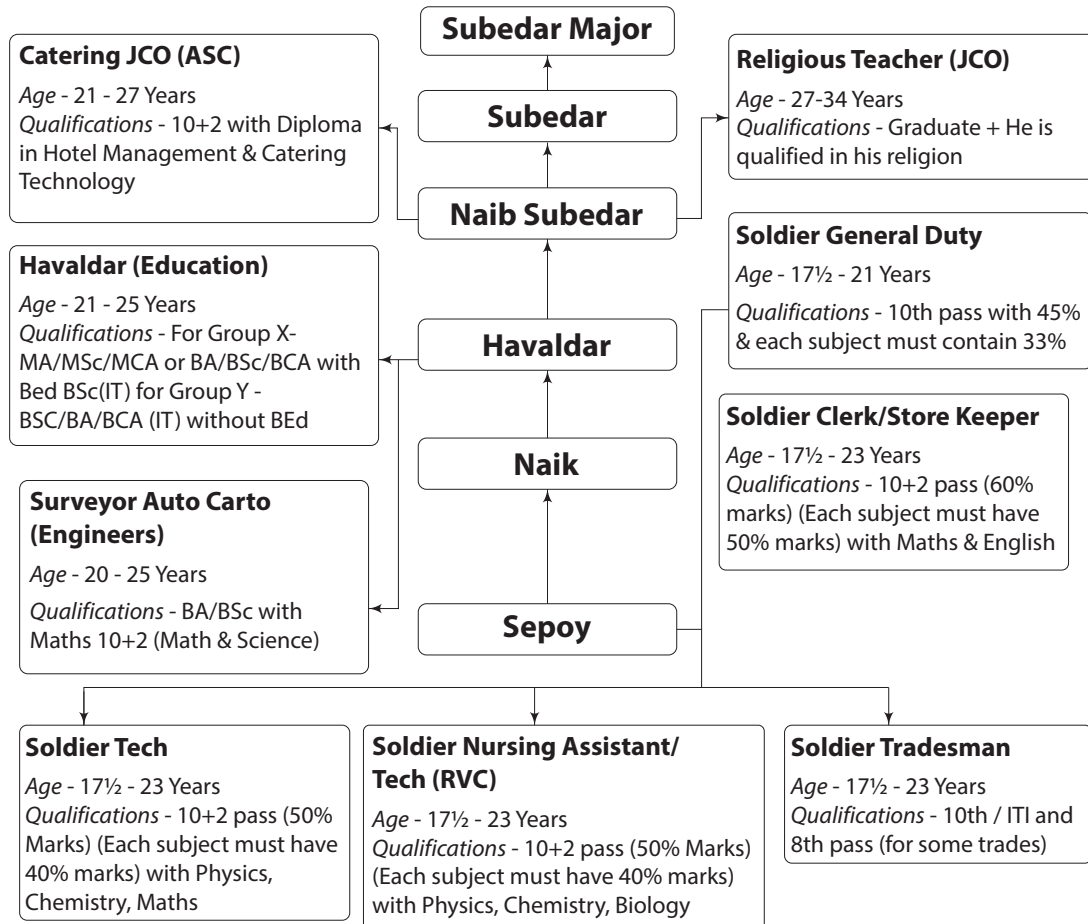 Subedar Major
Catering JCO (ASC)
Age - 21 - 27 Years
Qualifications - 10+2 with Diploma
in Hotel Management & Catering
Technology
Religious Teacher (JCO)
Age - 27-34 Years
Qualifications - Graduate + He is
qualified in his religion
Subedar
Naib Subedar
Havaldar (Education)
Age - 21 - 25 Years
Qualifications - For Group X-
MA/MSc/MCA or BA/BSc/BCA with
Bed BSc(IT) for Group Y -
BSC/BA/BCA (IT) without BEd
Soldier General Duty
Age - 17½ - 21 Years
Qualifications - 10th pass with 45%
& each subject must contain 33%
Havaldar
Soldier Clerk/Store Keeper
Age - 17½ - 23 Years
Qualifications - 10+2 pass (60%
marks) (Each subject must have
50% marks) with Maths & English
Naik
Surveyor Auto Carto
(Engineers)
Age - 20 - 25 Years
Qualifications - BA/BSc with
Maths 10+2 (Math & Science)
Sepoy
Soldier Tech
Age - 17½ - 23 Years
Qualifications - 10+2 pass (50%
Marks) (Each subject must have
40% marks) with Physics,
Chemistry, Maths
Soldier Nursing Assistant/
Tech (RVC)
Age - 17½ - 23 Years
Qualifications - 10+2 pass (50% Marks)
(Each subject must have 40% marks)
with Physics, Chemistry, Biology
Soldier Tradesman
Age - 17½ - 23 Years
Qualifications - 10th / ITI and
8th pass (for some trades)